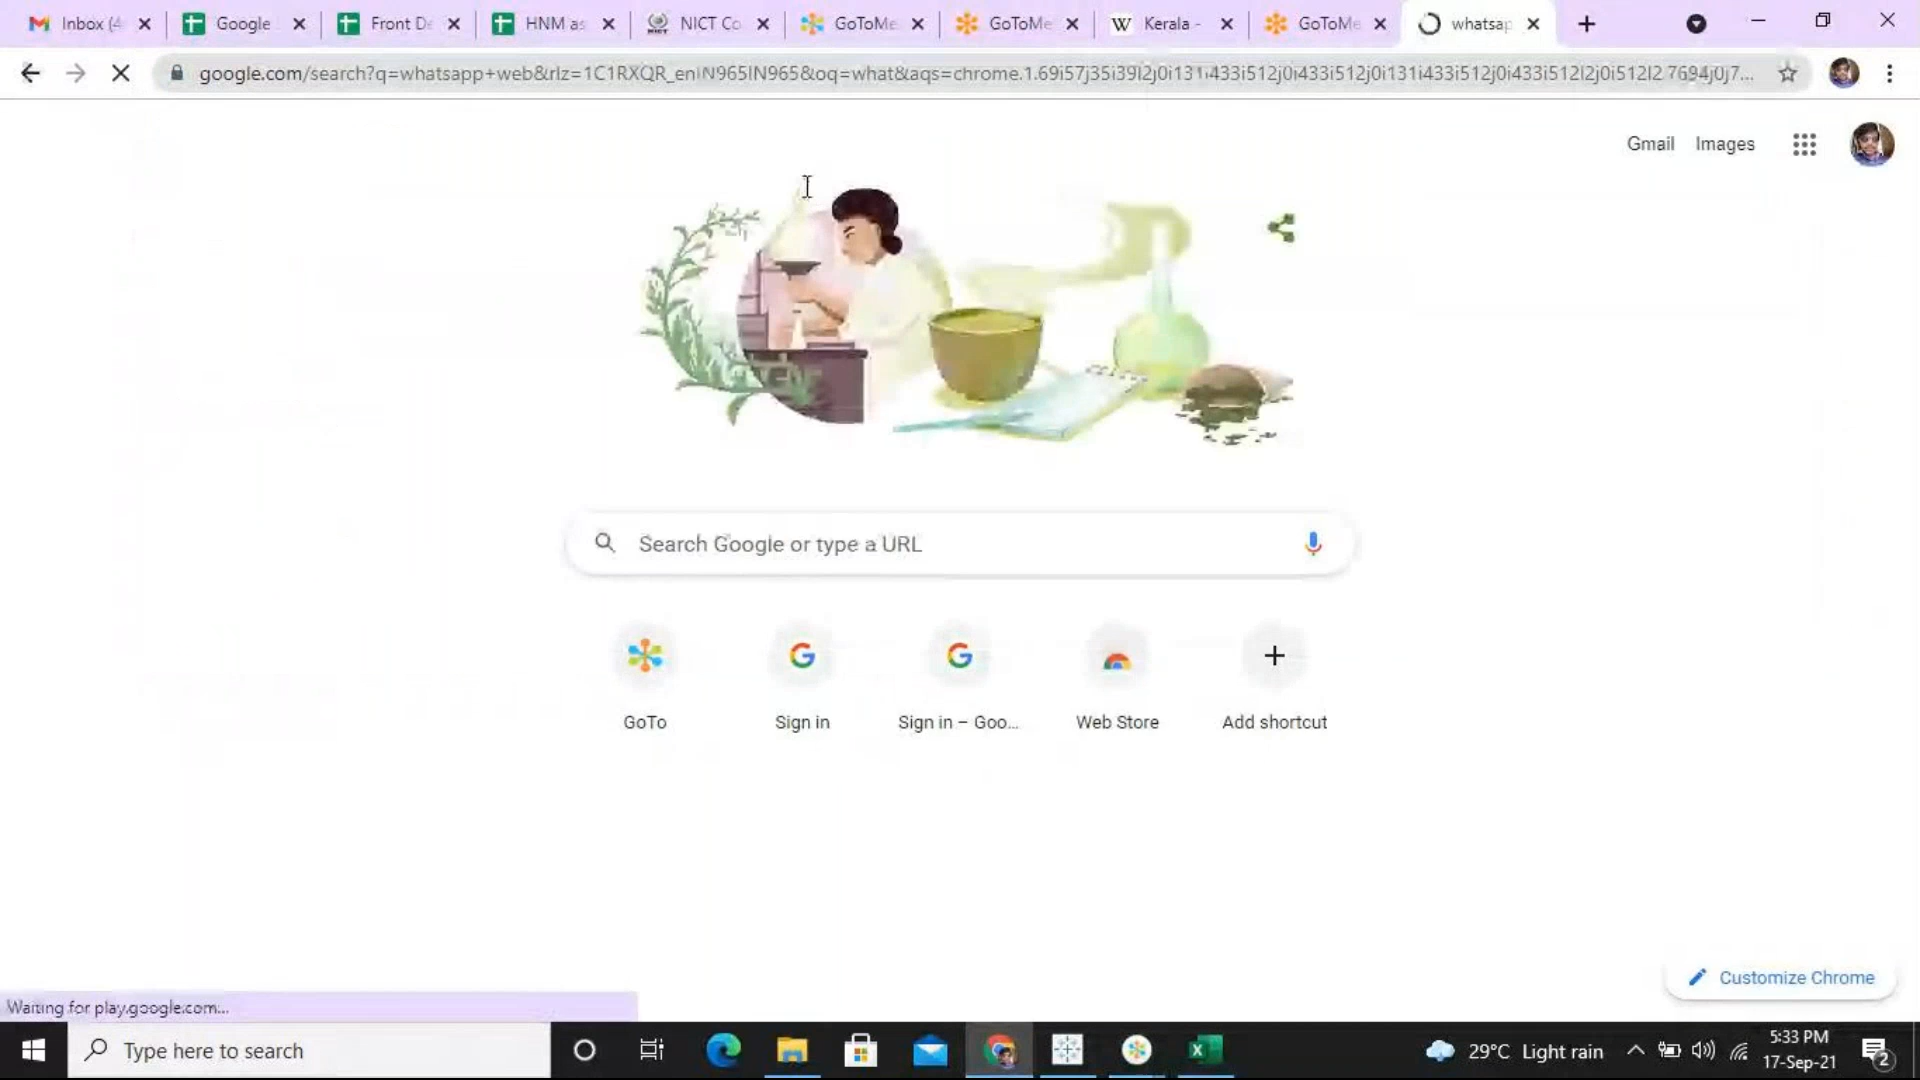 Inbox (4
Google
Front De
HNM as
NICT Co
GoToMe
GoToMe
Kerala -
GoToMe
whatsap
google.com/search?q=whatsapp+web&rlz=1C1RXQR_enIN965IN965&oq=what&aqs=chrome.1.69i57j35i39l2j0i131i433i512j0i433i512j0i131i433i512j0i433i512l2j0i512l2.7694j0j7...
Gmail Images
Search Google or type a URL
GoTo
Sign in
Sign in – Goo...
Web Store
Add shortcut
Customize Chrome
Waiting for play.google.com...
Type here to search
29°C Light rain
5:33 PM
17-Sep-21
2